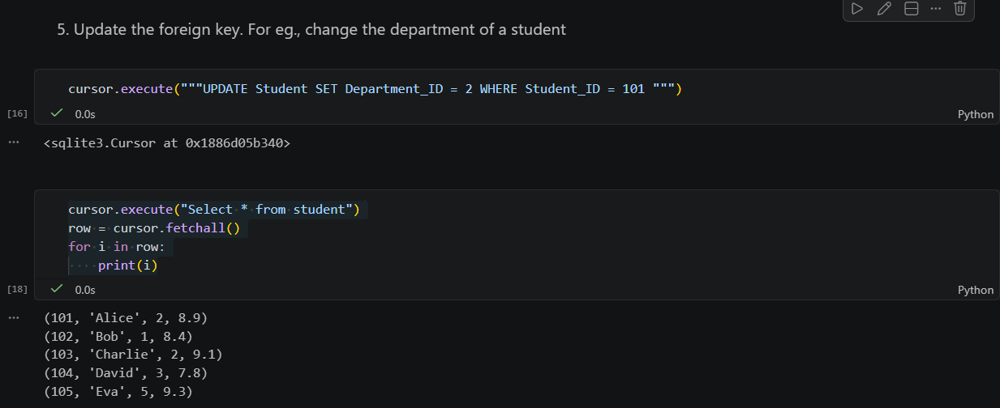 5. Update the foreign key. For eg., change the department of a student
cursor.execute("""UPDATE Student SET Department_ID = 2 WHERE Student_ID = 101 """)
[16]
0.0s
Python
<sqlite3.Cursor at 0x1886d05b340>
cursor.execute("Select * from student")
row = cursor.fetchall()
for i in row:
    print(i)
[18]
0.0s
Python
(101, 'Alice', 2, 8.9)
(102, 'Bob', 1, 8.4)
(103, 'Charlie', 2, 9.1)
(104, 'David', 3, 7.8)
(105, 'Eva', 5, 9.3)